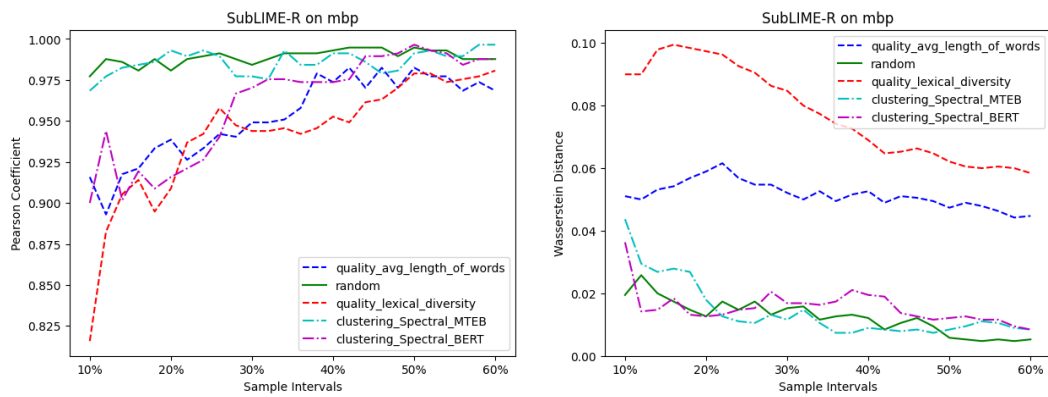 SubLIME-R on mbp
1.000
0.975
0.950
0.925
0.900
0.875
0.850
0.825
Pearson Coefficient
quality_avg_length_of_words
random
quality_lexical_diversity
clustering_Spectral_MTEB
clustering_Spectral_BERT
10%
20%
30%
40%
50%
60%
Sample Intervals
SubLIME-R on mbp
0.10
0.08
0.06
0.04
0.02
0.00
Wasserstein Distance
quality_avg_length_of_words
random
quality_lexical_diversity
clustering_Spectral_MTEB
clustering_Spectral_BERT
10%
20%
30%
40%
50%
60%
Sample Intervals